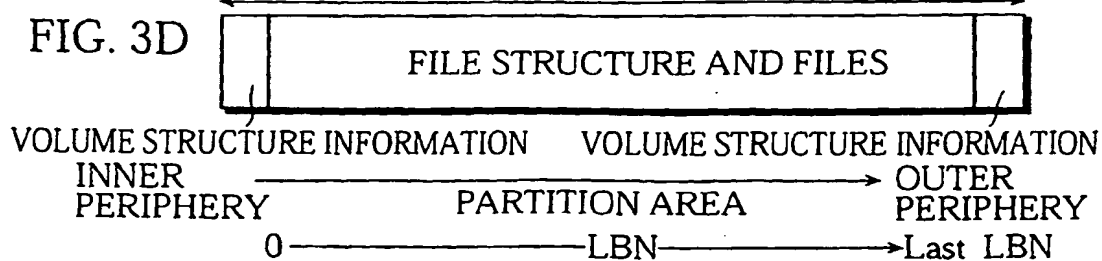 FIG. 3D
FILE STRUCTURE AND FILES
VOLUME STRUCTURE INFORMATION
VOLUME STRUCTURE INFORMATION
INNER PERIPHERY
PARTITION AREA
OUTER PERIPHERY
0
LBN
Last LBN